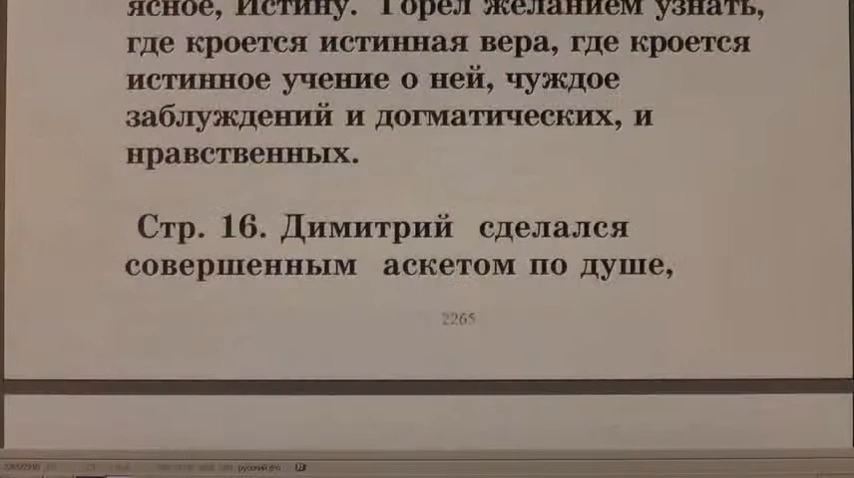 ясное, Истину. Горел желанием узнать,
где кроется истинная вера, где кроется
истинное учение о ней, чуждое
заблуждений и догматических, и
нравственных.
Стр. 16. Димитрий сделался
совершенным аскетом по душе,
2265